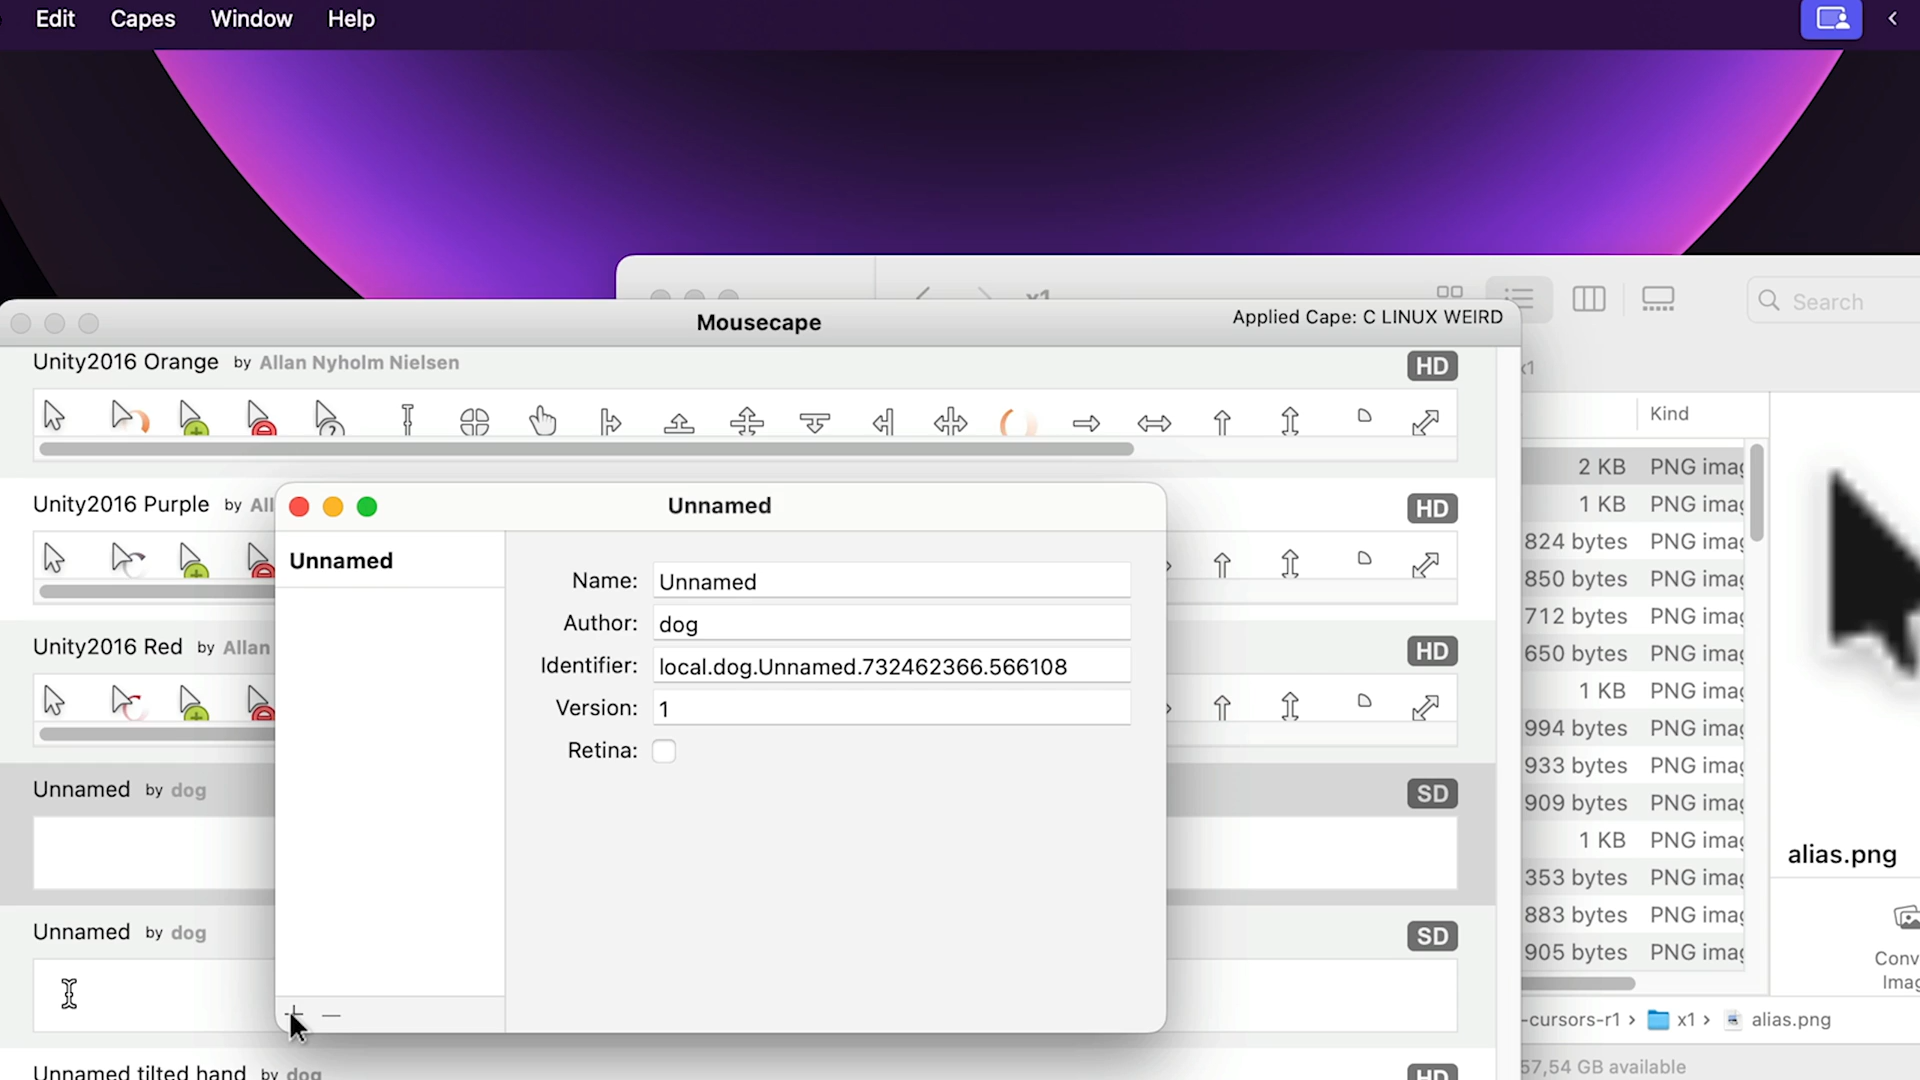 Edit Capes Window Help
x1
Search
Mousecape
Applied Cape: C LINUX WEIRD
x1
Unity2016 Orange by Allan Nyholm Nielsen
HD
Kind
2 KB PNG imag
Unity2016 Purple by All
HD
1 KB PNG imag
Unnamed
824 bytes PNG imag
Unnamed
850 bytes PNG imag
Name: Unnamed
712 bytes PNG imag
Author: dog
Unity2016 Red by Allan
HD
650 bytes PNG imag
Identifier: local.dog.Unnamed.732462366.566108
1 KB PNG imag
Version: 1
994 bytes PNG imag
Retina:
933 bytes PNG imag
Unnamed by dog
SD
909 bytes PNG imag
1 KB PNG imag
alias.png
353 bytes PNG imag
883 bytes PNG imag
Unnamed by dog
SD
905 bytes PNG imag
Conv
Imag
-cursors-r1 › x1 › alias.png
57,54 GB available
Unnamed tilted hand by dog
HD